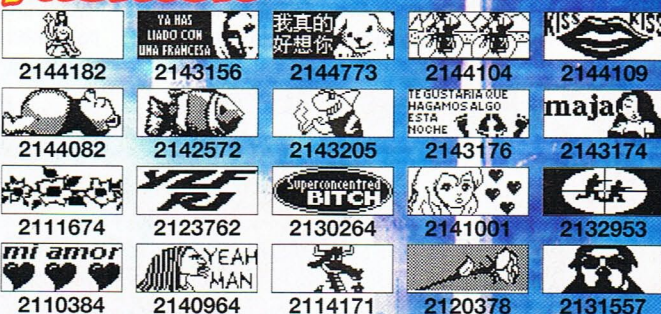 YA HAS
LIADO CON
UNA FRANCESA
我真的
好想你
KISS KISS
2144182 2143156 2144773 2144104 2144109
TE GUSTARIA QUE
HAGAMOS ALGO
ESTA
NOCHE
maja
2144082 2142572 2143205 2143176 2143174
YZF
RJ
Superconcentred
BITCH
2111674 2123762 2130264 2141001 2132953
mi amor
YEAH
MAN
2110384 2140964 2114171 2120378 2131557